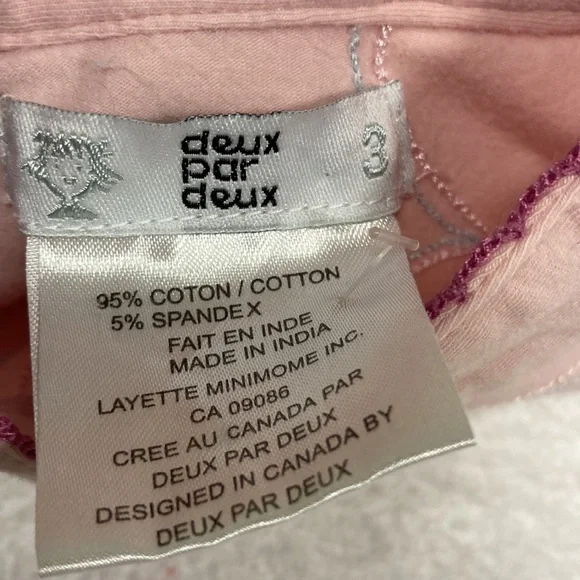 deux
par
deux
3
95% COTON / COTTON
5% SPANDEX
FAIT EN INDE
MADE IN INDIA
LAYETTE MINIMOME INC.
CA 09086
CREE AU CANADA PAR
DEUX PAR DEUX
DESIGNED IN CANADA BY
DEUX PAR DEUX